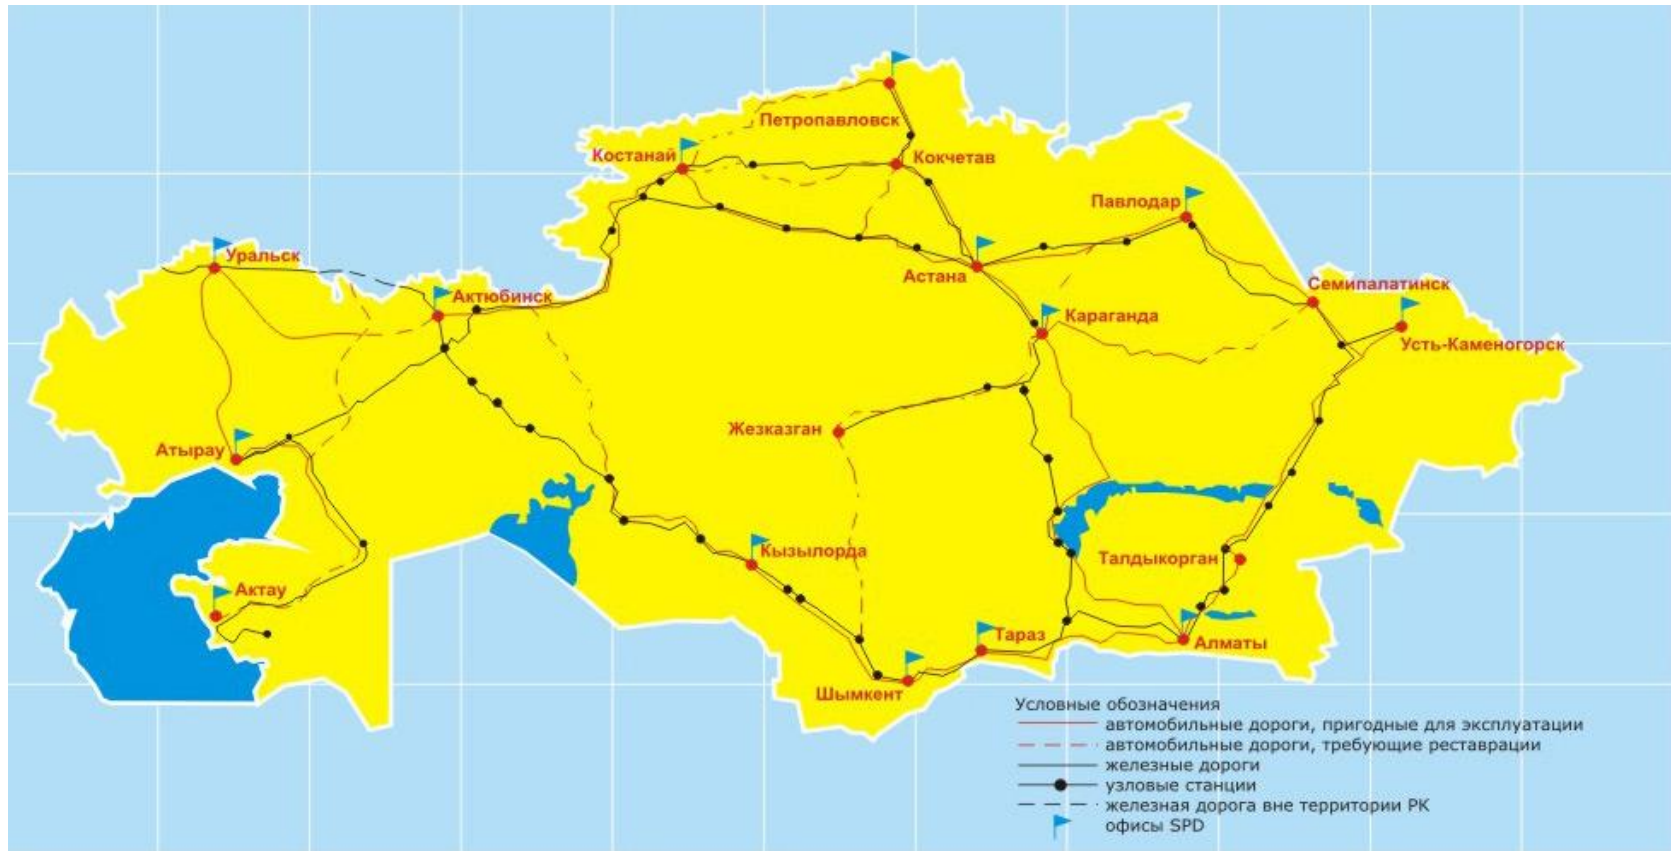 Петропавловск
Костанай
Кокчетав
Павлодар
Уральск
Астана
Семипалатинск
Актюбинск
Караганда
Усть-Каменогорск
Жезказган
Атырау
Кызылорда
Талдыкорган
Актау
Тараз
Алматы
Шымкент
Условные обозначения
автомобильные дороги, пригодные для эксплуатации
автомобильные дороги, требующие реставрации
железные дороги
узловые станции
железная дорога вне территории РК
офисы SPD